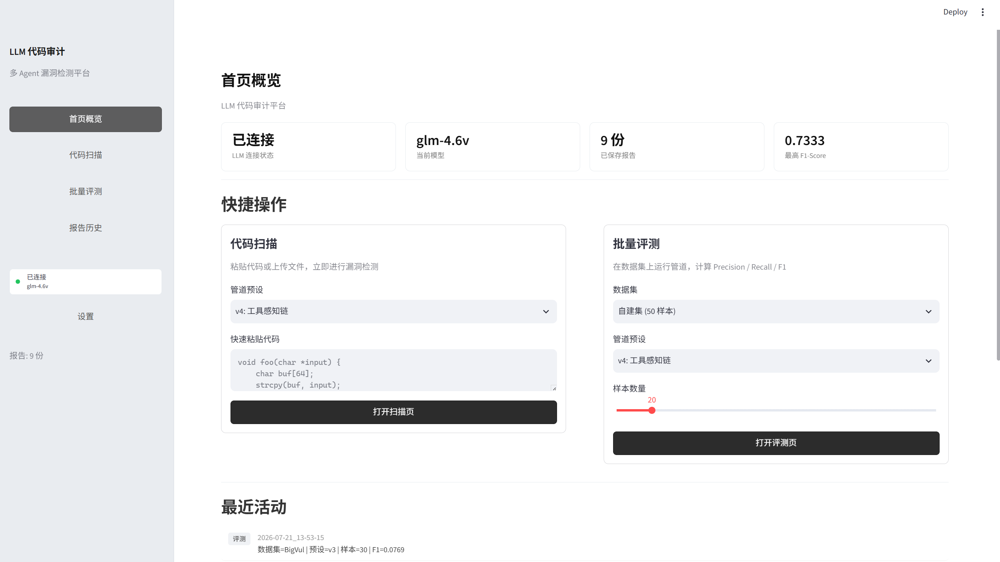 Deploy
LLM 代码审计
多 Agent 漏洞检测平台
首页概览
代码扫描
批量评测
报告历史
已连接
glm-4.6v
设置
报告: 9 份
首页概览
LLM 代码审计平台
已连接
LLM 连接状态
glm-4.6v
当前模型
9 份
已保存报告
0.7333
最高 F1-Score
快捷操作
代码扫描
粘贴代码或上传文件，立即进行漏洞检测
管道预设
v4: 工具感知链
快速粘贴代码
void foo(char *input) {
    char buf[64];
    strcpy(buf, input);
打开扫描页
批量评测
在数据集上运行管道，计算 Precision / Recall / F1
数据集
自建集 (50 样本)
管道预设
v4: 工具感知链
样本数量
20
打开评测页
最近活动
评测
2026-07-21_13-53-15
数据集=BigVul | 预设=v3 | 样本=30 | F1=0.0769